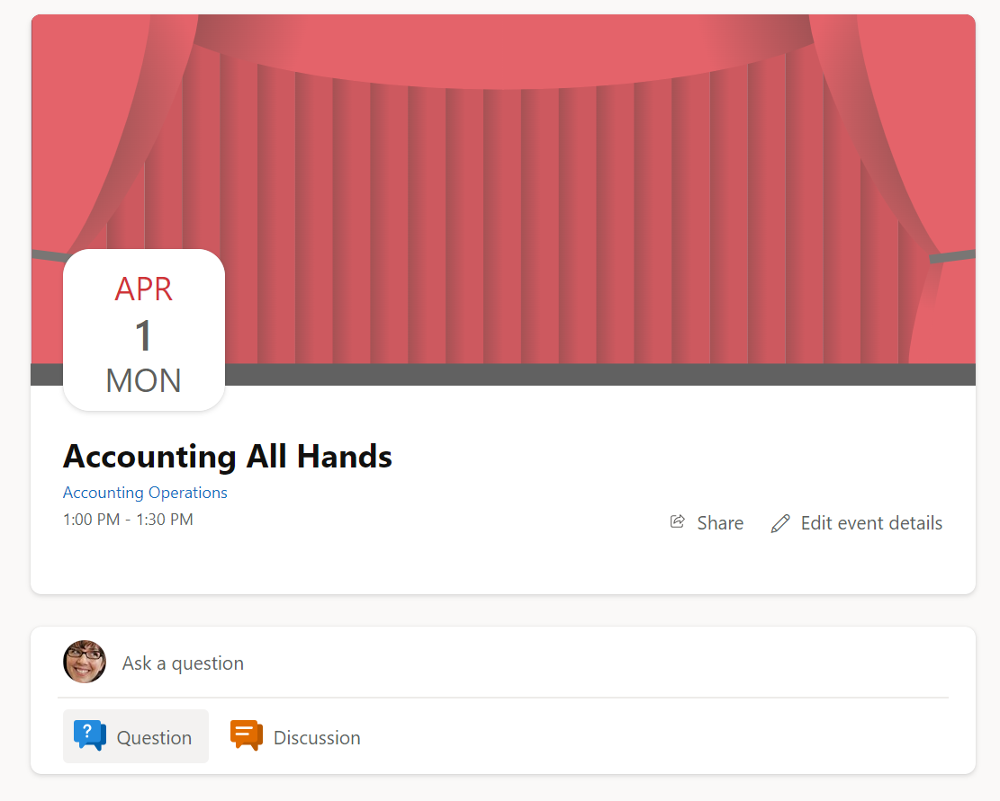 APR
1
MON
Accounting All Hands
Accounting Operations
1:00 PM - 1:30 PM
Share
Edit event details
Ask a question
?
Question
Discussion